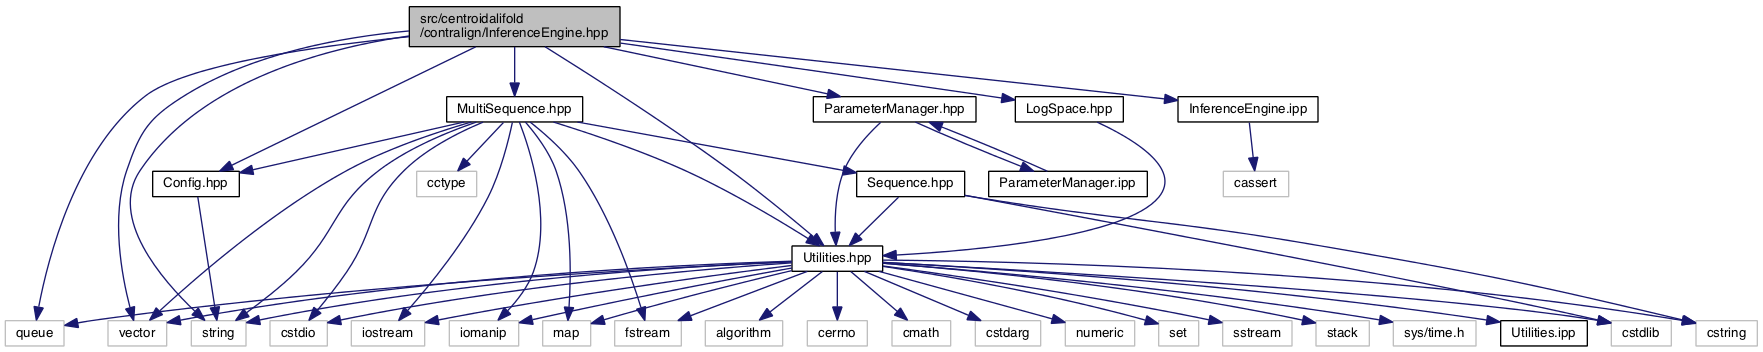 src/centroidalifold
/contralign/InferenceEngine.hpp
MultiSequence.hpp
ParameterManager.hpp
LogSpace.hpp
InferenceEngine.ipp
Config.hpp
cctype
Sequence.hpp
ParameterManager.ipp
cassert
Utilities.hpp
queue
vector
string
cstdio
iostream
iomanip
map
fstream
algorithm
cerrno
cmath
cstdarg
numeric
set
sstream
stack
sys/time.h
Utilities.ipp
cstdlib
cstring